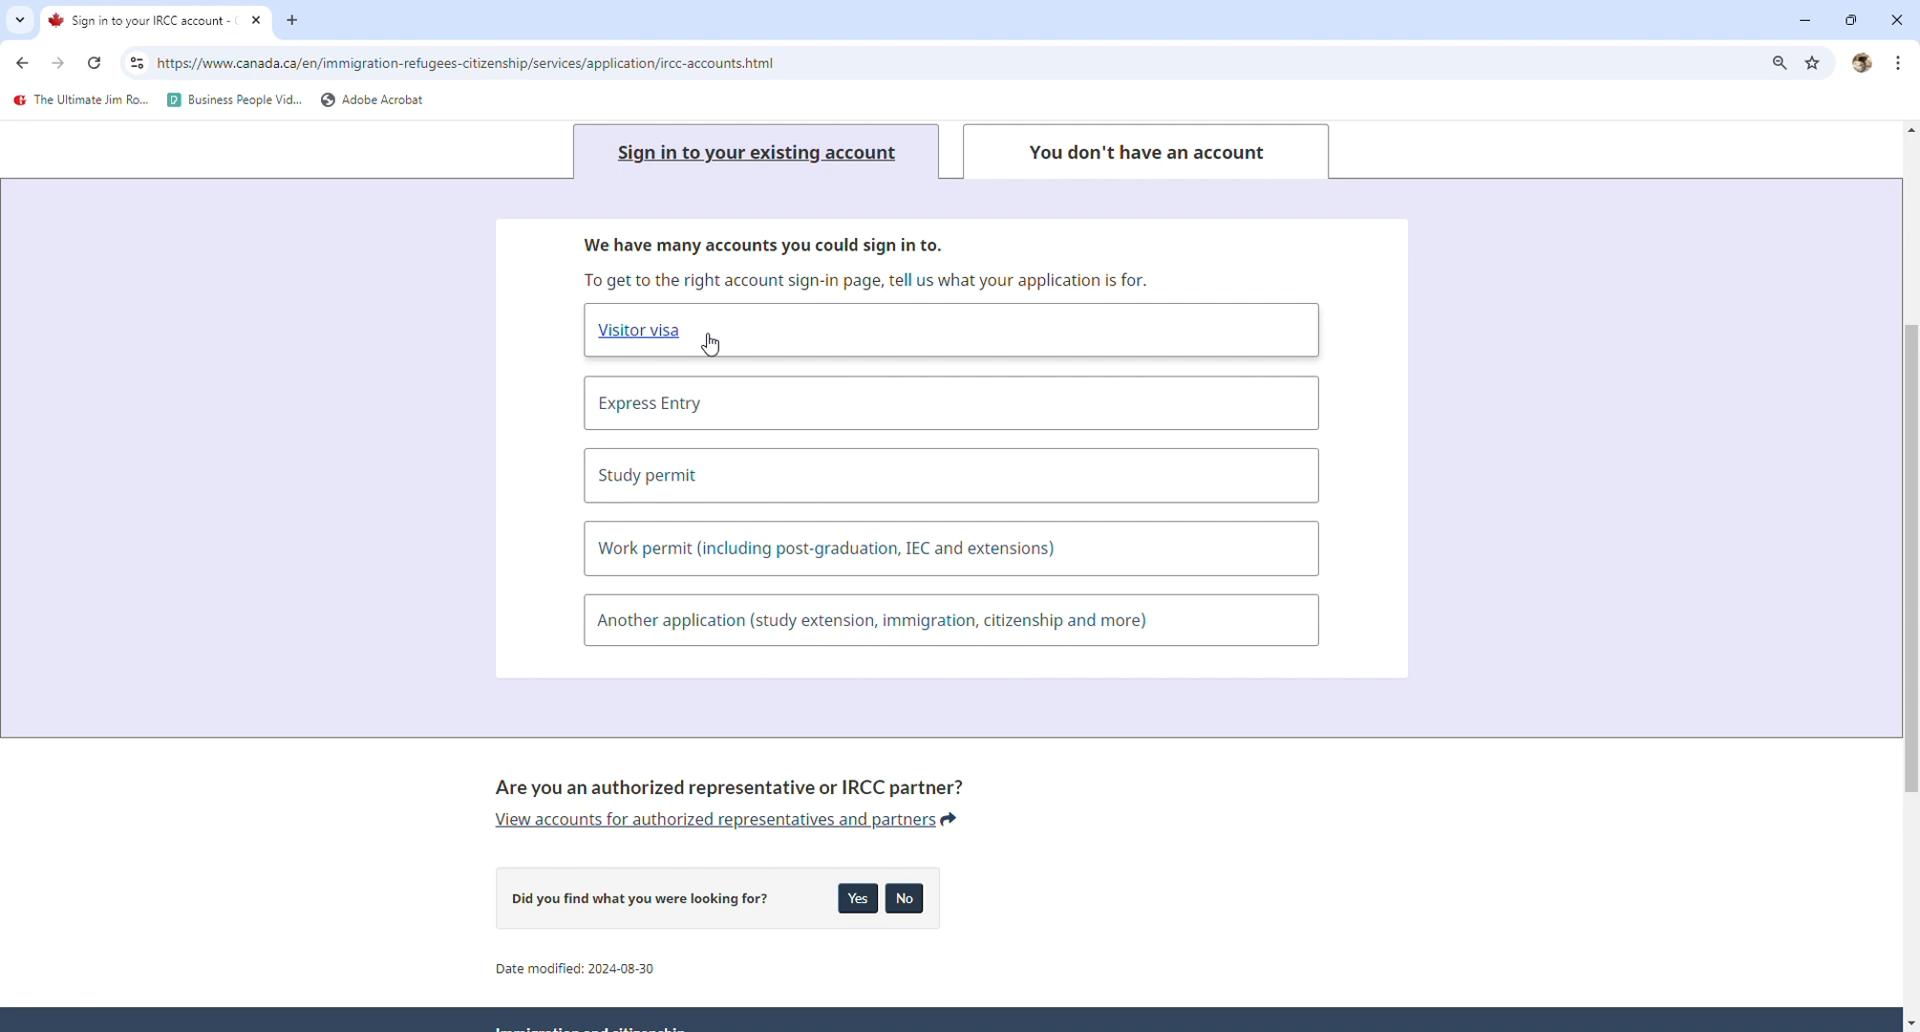 Sign in to your IRCC account -
https://www.canada.ca/en/immigration-refugees-citizenship/services/application/ircc-accounts.html
The Ultimate Jim Ro...
Business People Vid...
Adobe Acrobat
Sign in to your existing account
You don't have an account
We have many accounts you could sign in to.
To get to the right account sign-in page, tell us what your application is for.
Visitor visa
Express Entry
Study permit
Work permit (including post-graduation, IEC and extensions)
Another application (study extension, immigration, citizenship and more)
Are you an authorized representative or IRCC partner?
View accounts for authorized representatives and partners
Did you find what you were looking for?
Yes
No
Date modified: 2024-08-30
Immigration and citizenship